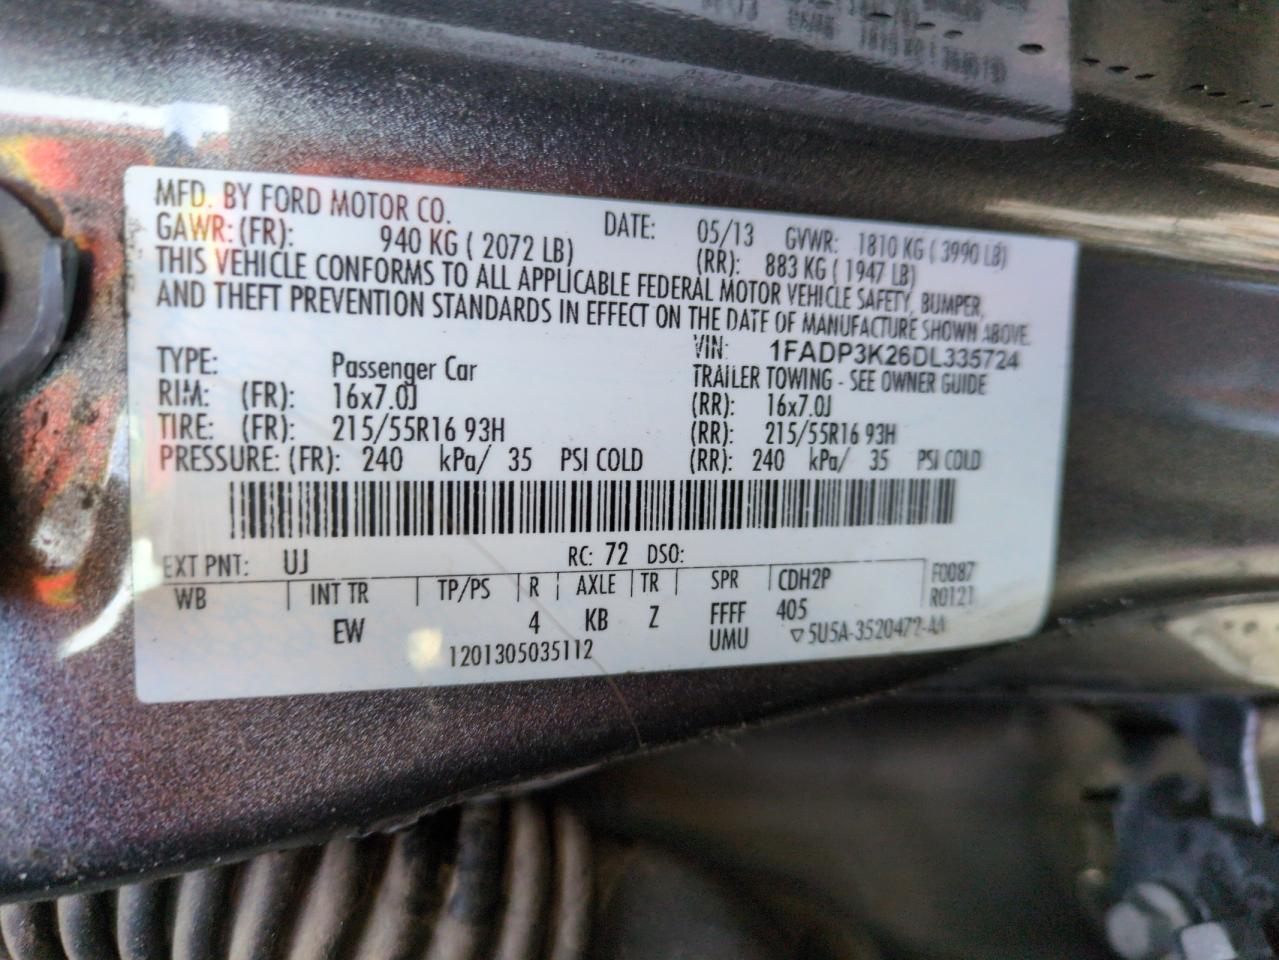 MFD. BY FORD MOTOR CO. DATE: 05/13 GVWR: 1810 KG ( 3990 LB)
GAWR: (FR): 940 KG ( 2072 LB) (RR): 883 KG ( 1947 LB)
THIS VEHICLE CONFORMS TO ALL APPLICABLE FEDERAL MOTOR VEHICLE SAFETY, BUMPER,
AND THEFT PREVENTION STANDARDS IN EFFECT ON THE DATE OF MANUFACTURE SHOWN ABOVE.
VIN: 1FADP3K26DL335724
TYPE: Passenger Car TRAILER TOWING - SEE OWNER GUIDE
RIM: (FR): 16x7.0J (RR): 16x7.0J
TIRE: (FR): 215/55R16 93H (RR): 215/55R16 93H
PRESSURE: (FR): 240 kPa/ 35 PSI COLD (RR): 240 kPa/ 35 PSI COLD
EXT PNT: UJ RC: 72 DSO:
WB INT TR TP/PS R AXLE TR SPR CDH2P F0087
EW 4 KB Z FFFF 405 R0121
1201305035112 UMU ▽5U5A-3520472-AA